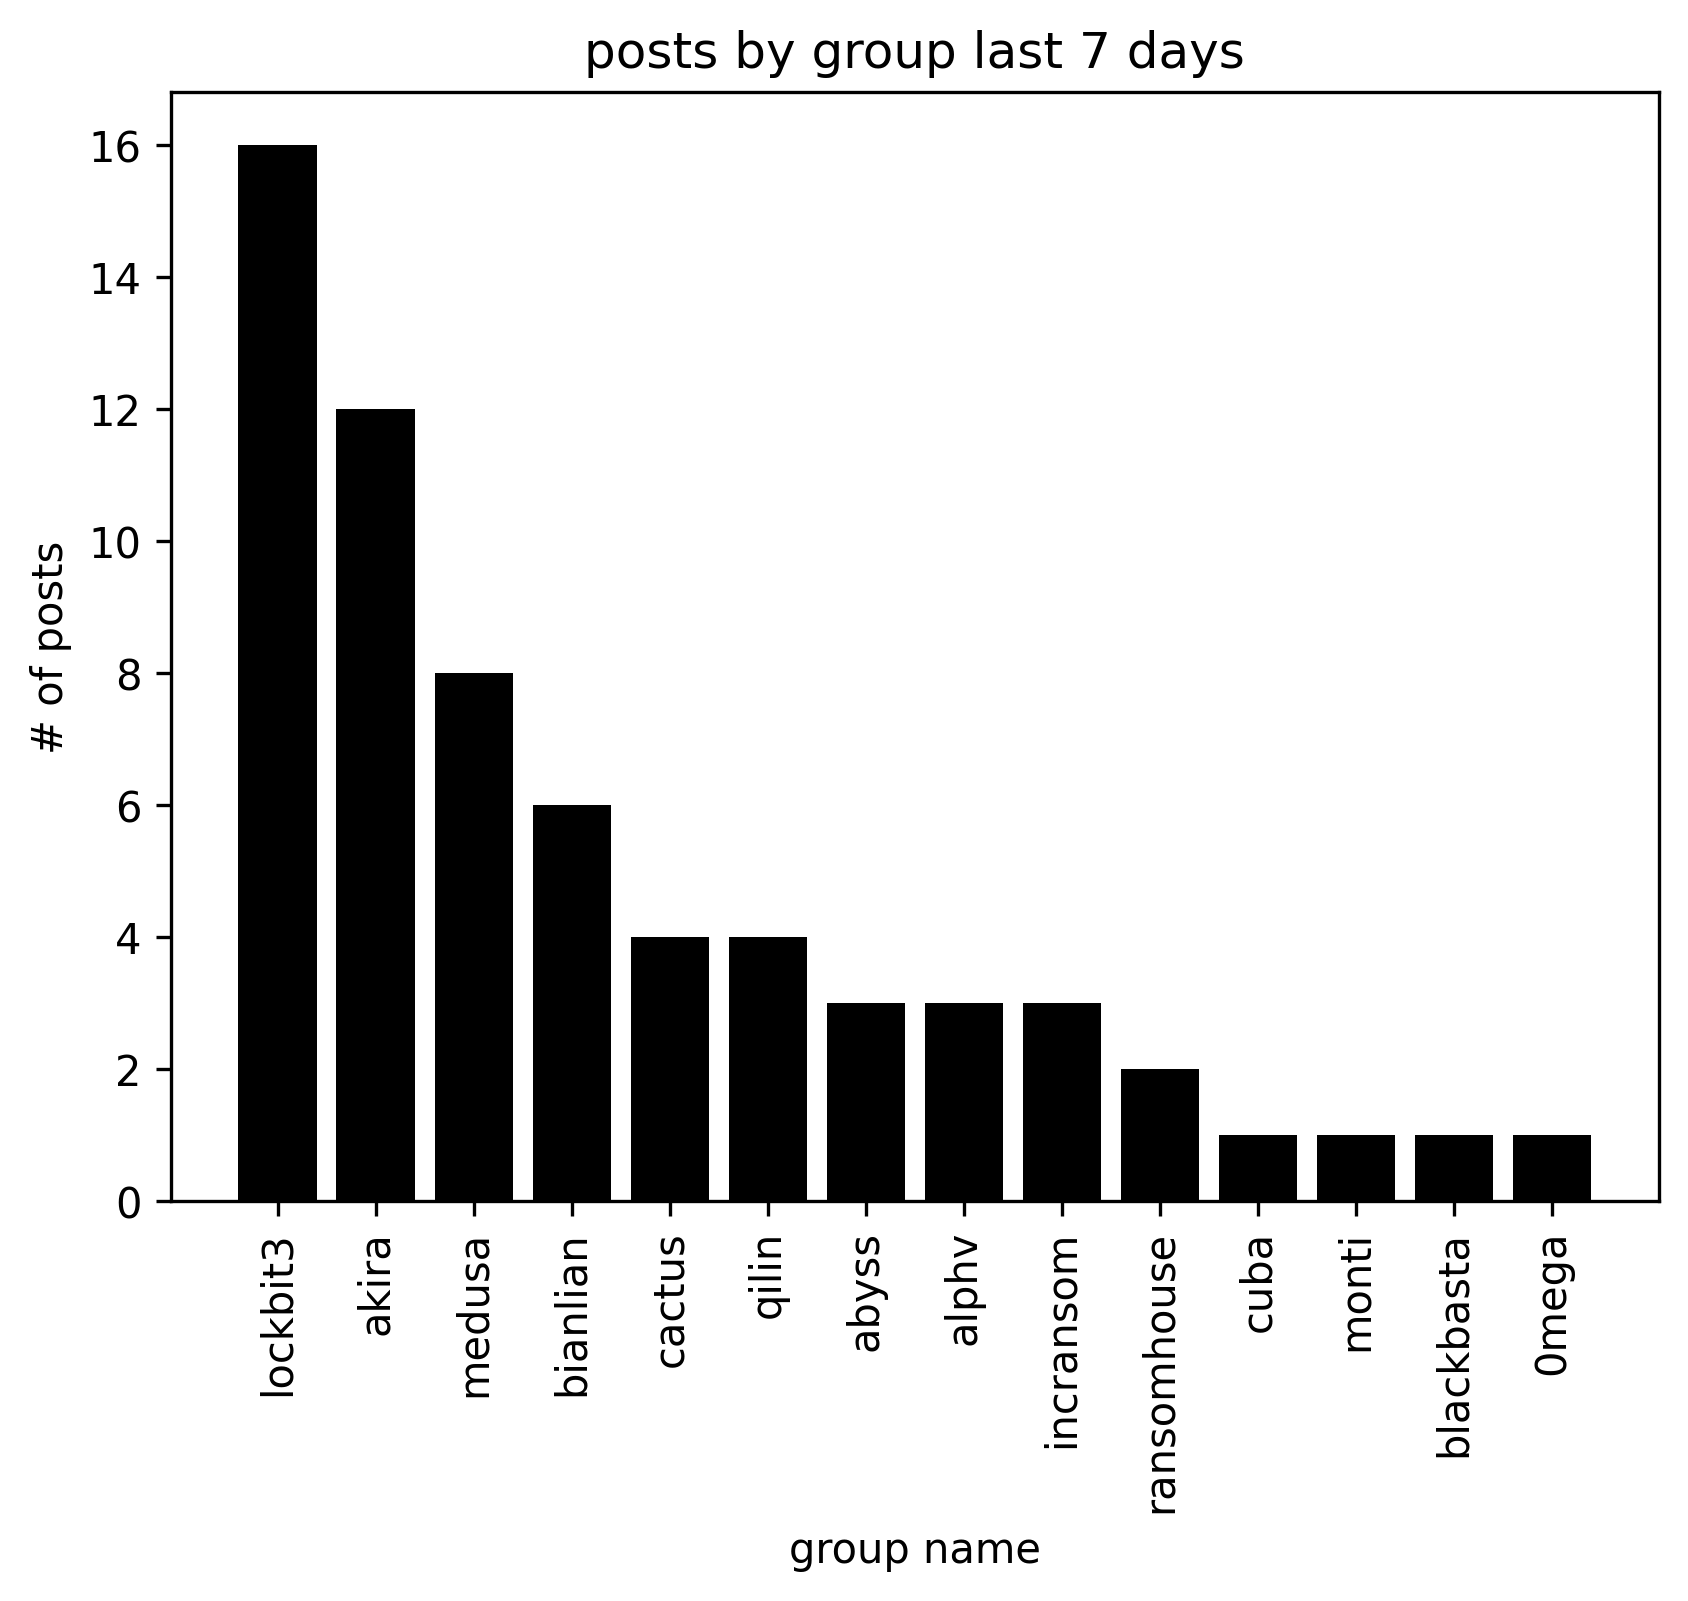 posts by group last 7 days
16
14
12
10
8
6
4
2
0
# of posts
lockbit3
akira
medusa
bianlian
cactus
qilin
abyss
alphv
incransom
ransomhouse
cuba
monti
blackbasta
0mega
group name